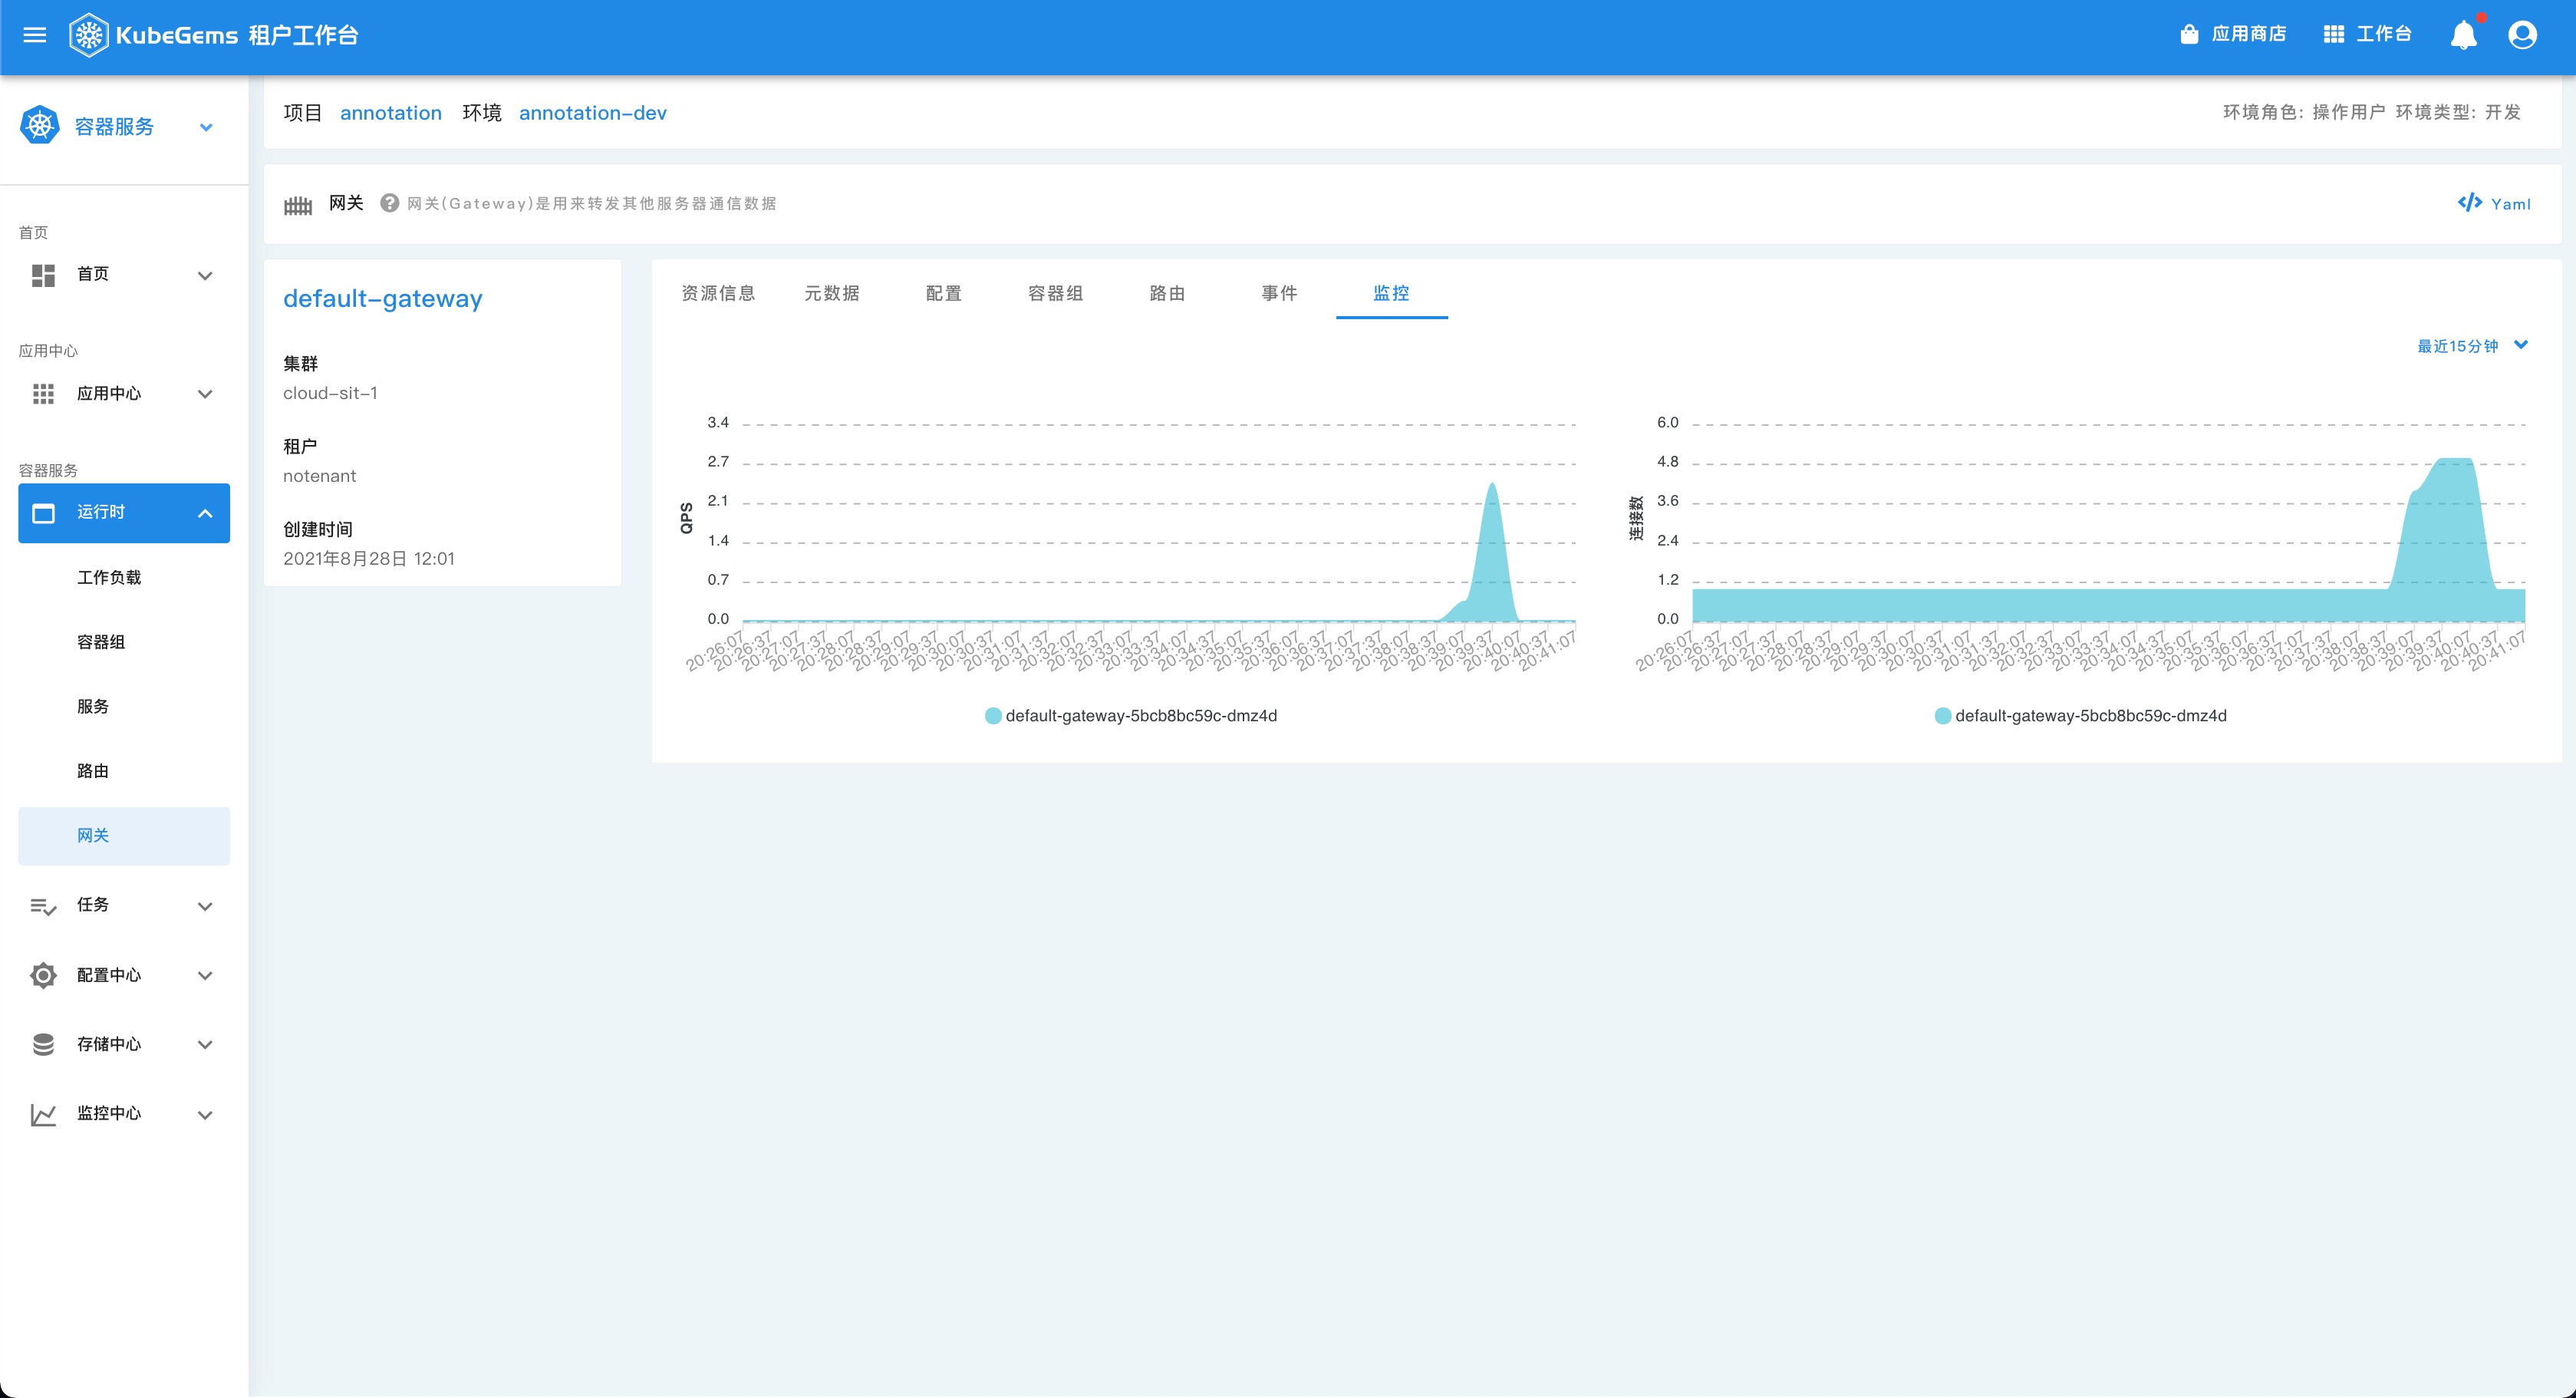 KubeGems 租户工作台
应用商店
工作台
容器服务
首页
首页
应用中心
应用中心
容器服务
运行时
工作负载
容器组
服务
路由
网关
任务
配置中心
存储中心
监控中心
项目 annotation 环境 annotation-dev
环境角色: 操作用户 环境类型: 开发
网关 网关(Gateway)是用来转发其他服务器通信数据
Yaml
default-gateway
集群
cloud-sit-1
租户
notenant
创建时间
2021年8月28日 12:01
资源信息 元数据 配置 容器组 路由 事件 监控
最近15分钟
QPS
3.4
2.7
2.1
1.4
0.7
0.0
20:26:07 20:26:37 20:27:07 20:27:37 20:28:07 20:28:37 20:29:07 20:29:37 20:30:07 20:30:37 20:31:07 20:31:37 20:32:07 20:32:37 20:33:07 20:33:37 20:34:07 20:34:37 20:35:07 20:35:37 20:36:07 20:36:37 20:37:07 20:37:37 20:38:07 20:38:37 20:39:07 20:39:37 20:40:07 20:40:37 20:41:07
default-gateway-5bcb8bc59c-dmz4d
连接数
6.0
4.8
3.6
2.4
1.2
0.0
20:26:07 20:26:37 20:27:07 20:27:37 20:28:07 20:28:37 20:29:07 20:29:37 20:30:07 20:30:37 20:31:07 20:31:37 20:32:07 20:32:37 20:33:07 20:33:37 20:34:07 20:34:37 20:35:07 20:35:37 20:36:07 20:36:37 20:37:07 20:37:37 20:38:07 20:38:37 20:39:07 20:39:37 20:40:07 20:40:37 20:41:07
default-gateway-5bcb8bc59c-dmz4d